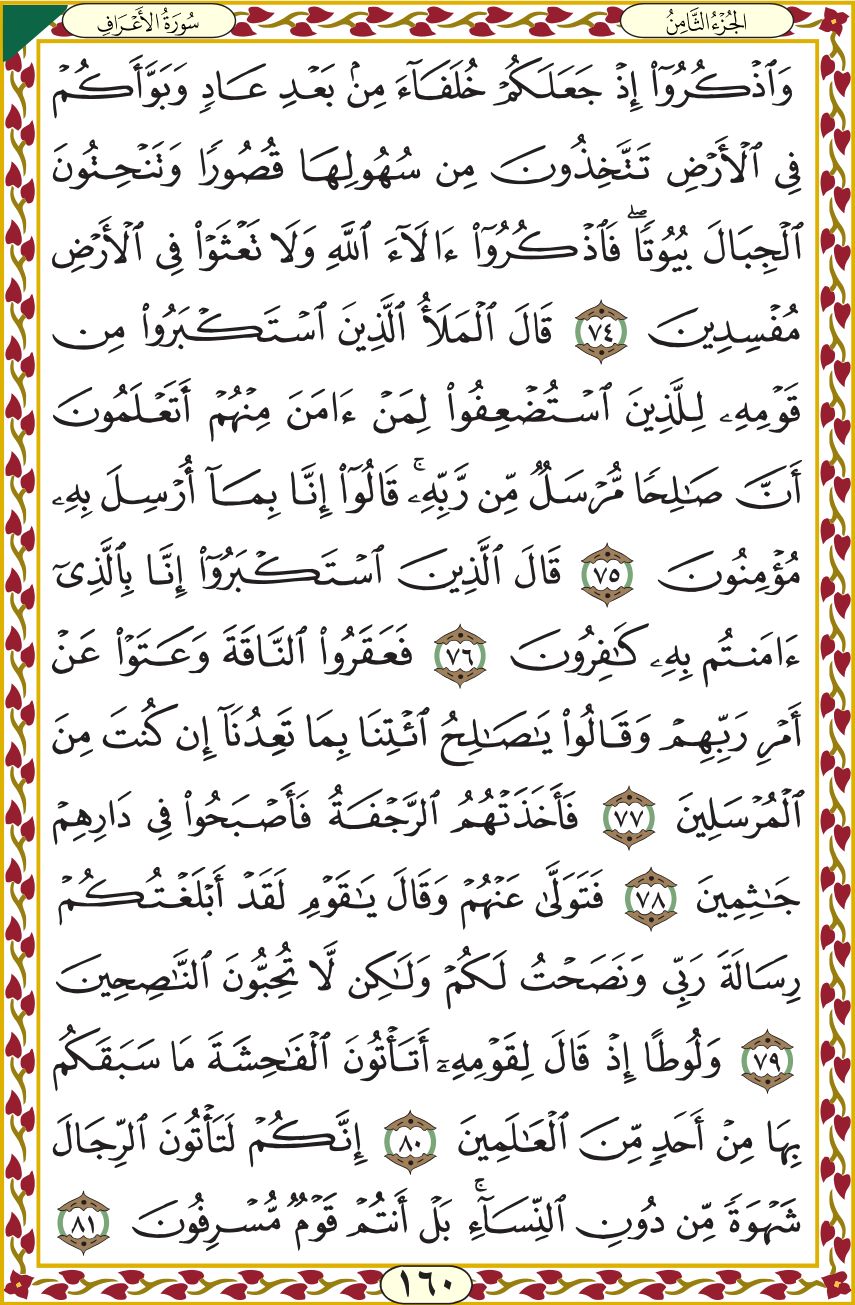 الجُزْءُ الثَّامِنُ
سُورَةُ الأَعْرَافِ
وَٱذْكُرُوٓا۟ إِذْ جَعَلَكُمْ خُلَفَآءَ مِنۢ بَعْدِ عَادٍ وَبَوَّأَكُمْ
فِى ٱلْأَرْضِ تَتَّخِذُونَ مِن سُهُولِهَا قُصُورًا وَتَنْحِتُونَ
ٱلْجِبَالَ بُيُوتًا ۖ فَٱذْكُرُوٓا۟ ءَالَآءَ ٱللَّهِ وَلَا تَعْثَوْا۟ فِى ٱلْأَرْضِ
مُفْسِدِينَ ٧٤ قَالَ ٱلْمَلَأُ ٱلَّذِينَ ٱسْتَكْبَرُوا۟ مِن
قَوْمِهِۦ لِلَّذِينَ ٱسْتُضْعِفُوا۟ لِمَنْ ءَامَنَ مِنْهُمْ أَتَعْلَمُونَ
أَنَّ صَـٰلِحًا مُّرْسَلٌ مِّن رَّبِّهِۦ ۚ قَالُوٓا۟ إِنَّا بِمَآ أُرْسِلَ بِهِۦ
مُؤْمِنُونَ ٧٥ قَالَ ٱلَّذِينَ ٱسْتَكْبَرُوٓا۟ إِنَّا بِٱلَّذِىٓ
ءَامَنتُم بِهِۦ كَـٰفِرُونَ ٧٦ فَعَقَرُوا۟ ٱلنَّاقَةَ وَعَتَوْا۟ عَنْ
أَمْرِ رَبِّهِمْ وَقَالُوا۟ يَـٰصَـٰلِحُ ٱئْتِنَا بِمَا تَعِدُنَآ إِن كُنتَ مِنَ
ٱلْمُرْسَلِينَ ٧٧ فَأَخَذَتْهُمُ ٱلرَّجْفَةُ فَأَصْبَحُوا۟ فِى دَارِهِمْ
جَـٰثِمِينَ ٧٨ فَتَوَلَّىٰ عَنْهُمْ وَقَالَ يَـٰقَوْمِ لَقَدْ أَبْلَغْتُكُمْ
رِسَالَةَ رَبِّى وَنَصَحْتُ لَكُمْ وَلَـٰكِن لَّا تُحِبُّونَ ٱلنَّـٰصِحِينَ
٧٩ وَلُوطًا إِذْ قَالَ لِقَوْمِهِۦٓ أَتَأْتُونَ ٱلْفَـٰحِشَةَ مَا سَبَقَكُم
بِهَا مِنْ أَحَدٍ مِّنَ ٱلْعَـٰلَمِينَ ٨٠ إِنَّكُمْ لَتَأْتُونَ ٱلرِّجَالَ
شَهْوَةً مِّن دُونِ ٱلنِّسَآءِ ۚ بَلْ أَنتُمْ قَوْمٌ مُّسْرِفُونَ ٨١
١٦٠